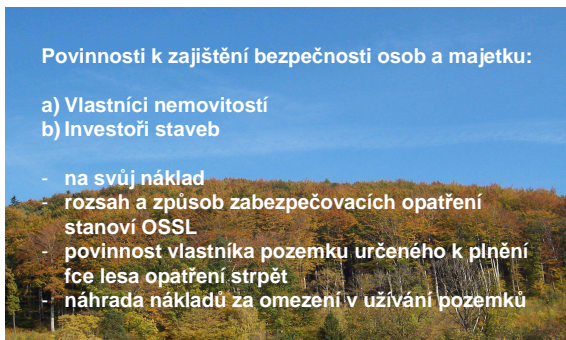 Povinnosti k zajištění bezpečnosti osob a majetku:
a) Vlastníci nemovitostí
b) Investoři staveb
- na svůj náklad
- rozsah a způsob zabezpečovacích opatření
stanoví OSSL
- povinnost vlastníka pozemku určeného k plnění
fce lesa opatření strpět
- náhrada nákladů za omezení v užívání pozemků